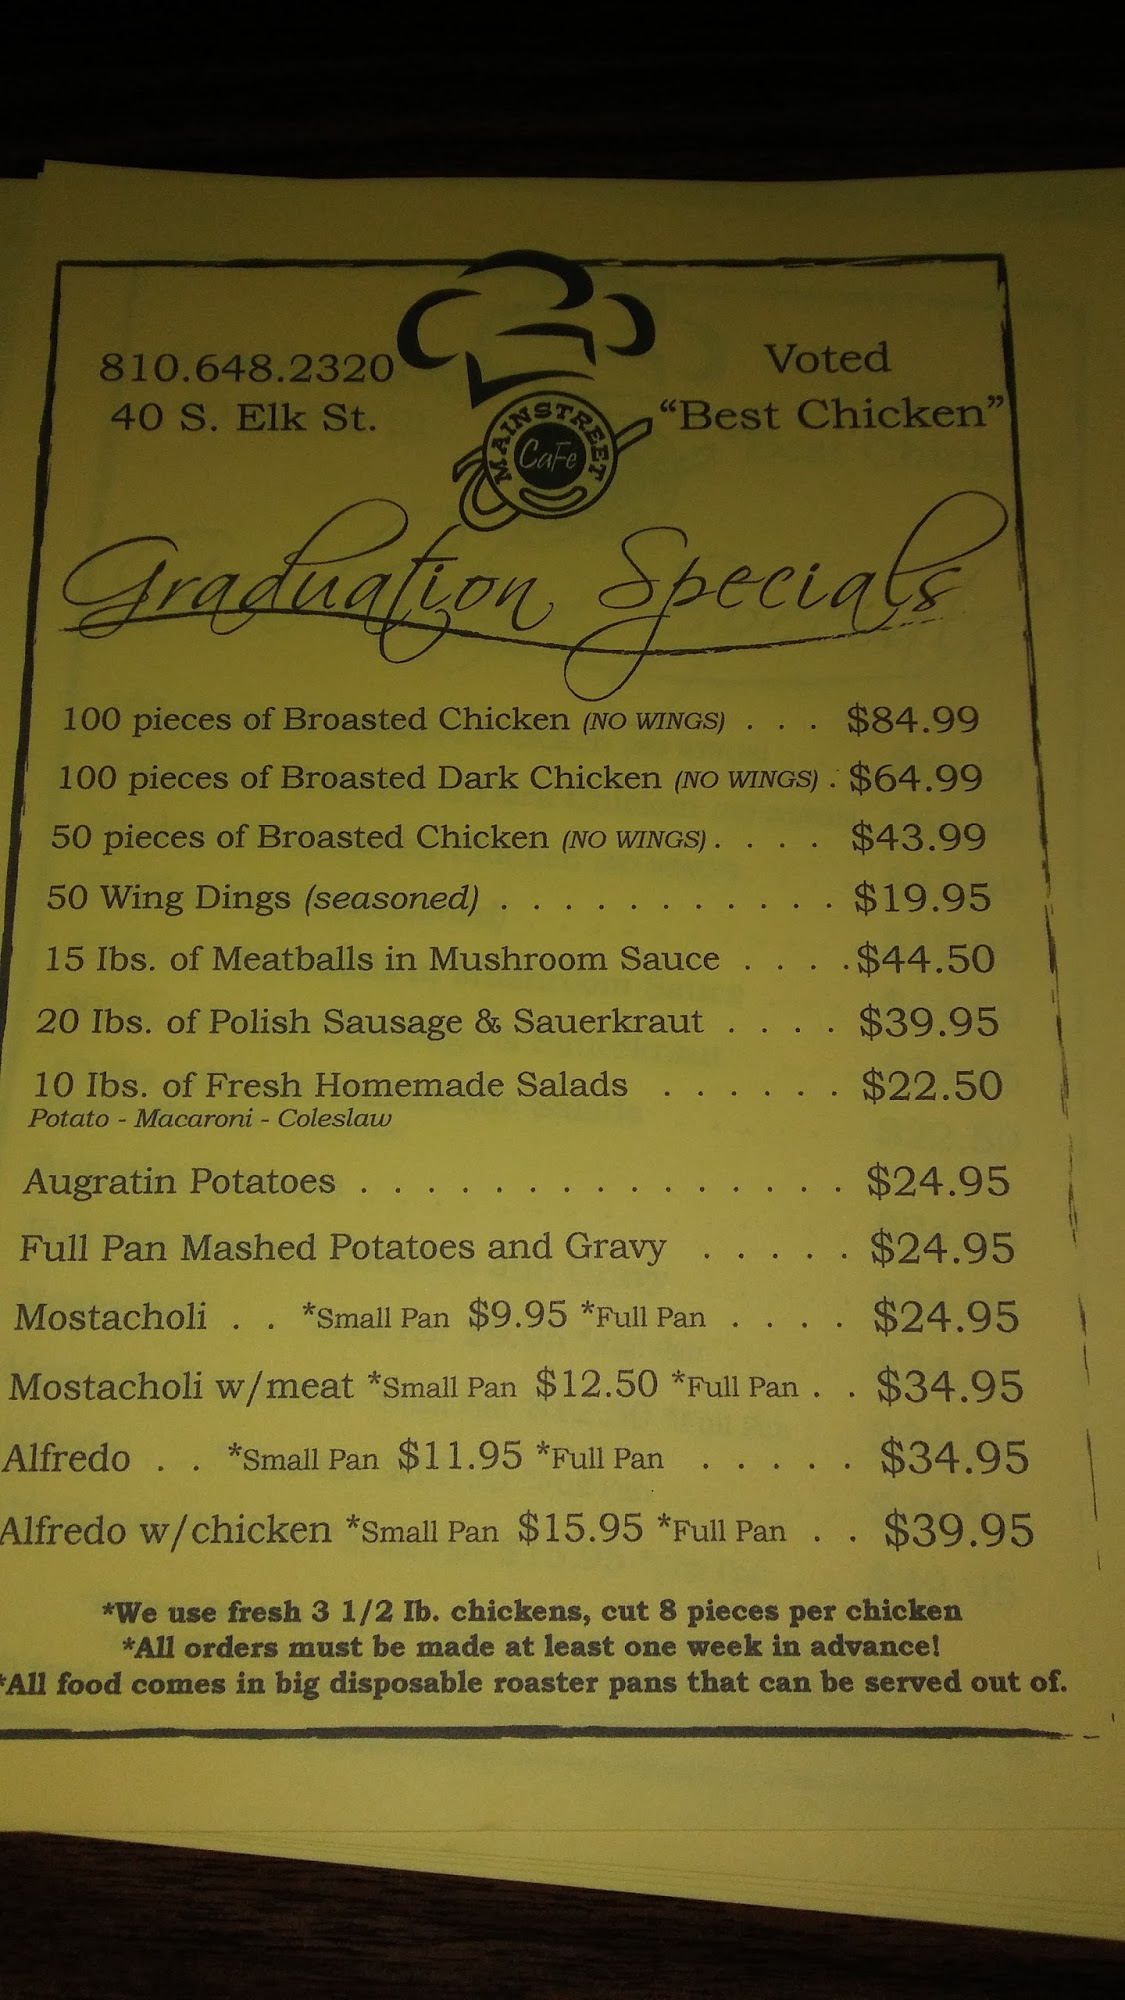 810.648.2320
40 S. Elk St.
MAINSTREET
CaFe
Voted
"Best Chicken"
Graduation Specials
100 pieces of Broasted Chicken (NO WINGS) . . . $84.99
100 pieces of Broasted Dark Chicken (NO WINGS) . $64.99
50 pieces of Broasted Chicken (NO WINGS) . . . . $43.99
50 Wing Dings (seasoned) . . . . . . . . . . . $19.95
15 Ibs. of Meatballs in Mushroom Sauce . . . . $44.50
20 Ibs. of Polish Sausage & Sauerkraut . . . . $39.95
10 Ibs. of Fresh Homemade Salads . . . . . . $22.50
Potato - Macaroni - Coleslaw
Augratin Potatoes . . . . . . . . . . . . . . . $24.95
Full Pan Mashed Potatoes and Gravy . . . . . $24.95
Mostacholi . . *Small Pan $9.95 *Full Pan . . . . $24.95
Mostacholi w/meat *Small Pan $12.50 *Full Pan . . $34.95
Alfredo . . *Small Pan $11.95 *Full Pan . . . . . $34.95
Alfredo w/chicken *Small Pan $15.95 *Full Pan . . $39.95
*We use fresh 3 1/2 Ib. chickens, cut 8 pieces per chicken
*All orders must be made at least one week in advance!
*All food comes in big disposable roaster pans that can be served out of.